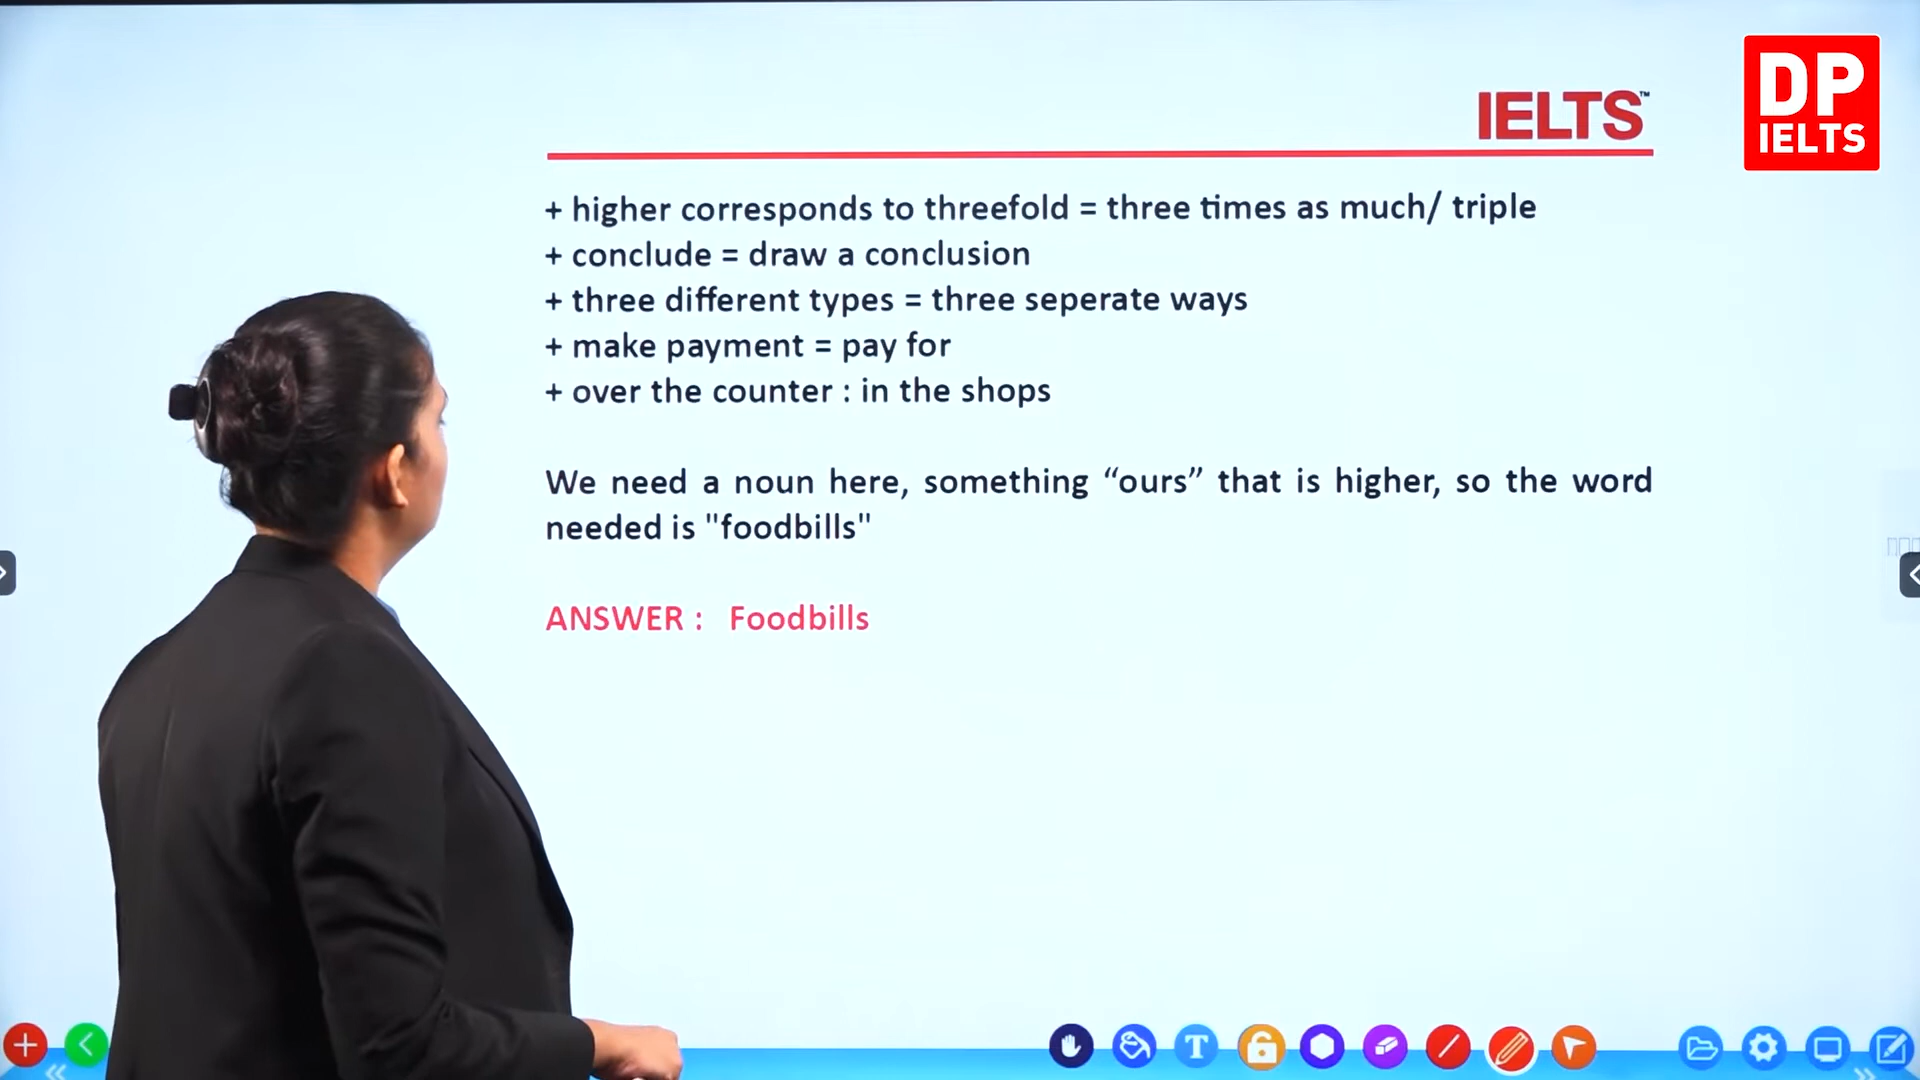 DP
IELTS
IELTS™
+ higher corresponds to threefold = three times as much/ triple
+ conclude = draw a conclusion
+ three different types = three seperate ways
+ make payment = pay for
+ over the counter : in the shops
We need a noun here, something “ours” that is higher, so the word
needed is "foodbills"
ANSWER : Foodbills
T